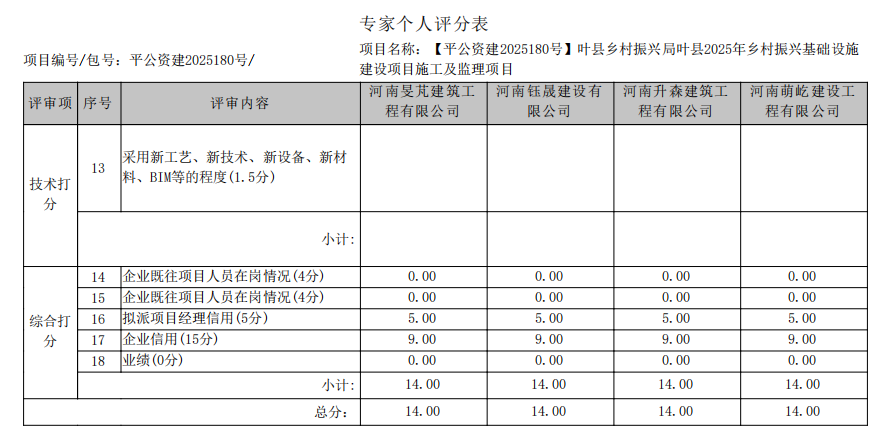 专家个人评分表
项目编号/包号：平公资建2025180号/
项目名称：【平公资建2025180号】叶县乡村振兴局叶县2025年乡村振兴基础设施
建设项目施工及监理项目
评审项 序号 评审内容 河南旻芃建筑工程有限公司 河南钰晟建设有限公司 河南升森建筑工程有限公司 河南萌屹建设工程有限公司
技术打分
13 采用新工艺、新技术、新设备、新材料、BIM等的程度(1.5分)
小计:
综合打分
14 企业既往项目人员在岗情况(4分) 0.00 0.00 0.00 0.00
15 企业既往项目人员在岗情况(4分) 0.00 0.00 0.00 0.00
16 拟派项目经理信用(5分) 5.00 5.00 5.00 5.00
17 企业信用(15分) 9.00 9.00 9.00 9.00
18 业绩(0分) 0.00 0.00 0.00 0.00
小计: 14.00 14.00 14.00 14.00
总分: 14.00 14.00 14.00 14.00